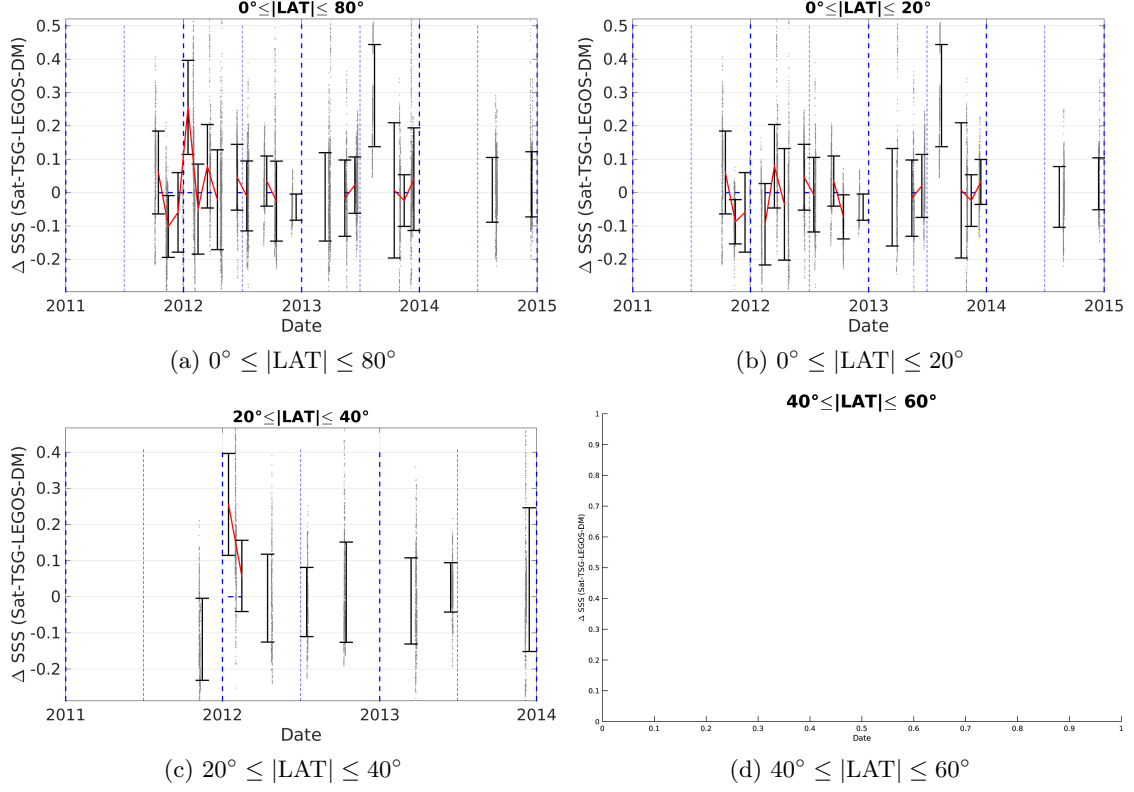 0°≤|LAT|≤ 80°
Δ SSS (Sat-TSG-LEGOS-DM)
0.5
0.4
0.3
0.2
0.1
0
-0.1
-0.2
2011 2012 2013 2014 2015
Date
(a) 0° ≤ |LAT| ≤ 80°
0°≤|LAT|≤ 20°
Δ SSS (Sat-TSG-LEGOS-DM)
0.5
0.4
0.3
0.2
0.1
0
-0.1
-0.2
2011 2012 2013 2014 2015
Date
(b) 0° ≤ |LAT| ≤ 20°
20°≤|LAT|≤ 40°
Δ SSS (Sat-TSG-LEGOS-DM)
0.4
0.3
0.2
0.1
0
-0.1
-0.2
2011 2012 2013 2014
Date
(c) 20° ≤ |LAT| ≤ 40°
40°≤|LAT|≤ 60°
Δ SSS (Sat-TSG-LEGOS-DM)
1
0.9
0.8
0.7
0.6
0.5
0.4
0.3
0.2
0.1
0
0 0.1 0.2 0.3 0.4 0.5 0.6 0.7 0.8 0.9 1
Date
(d) 40° ≤ |LAT| ≤ 60°